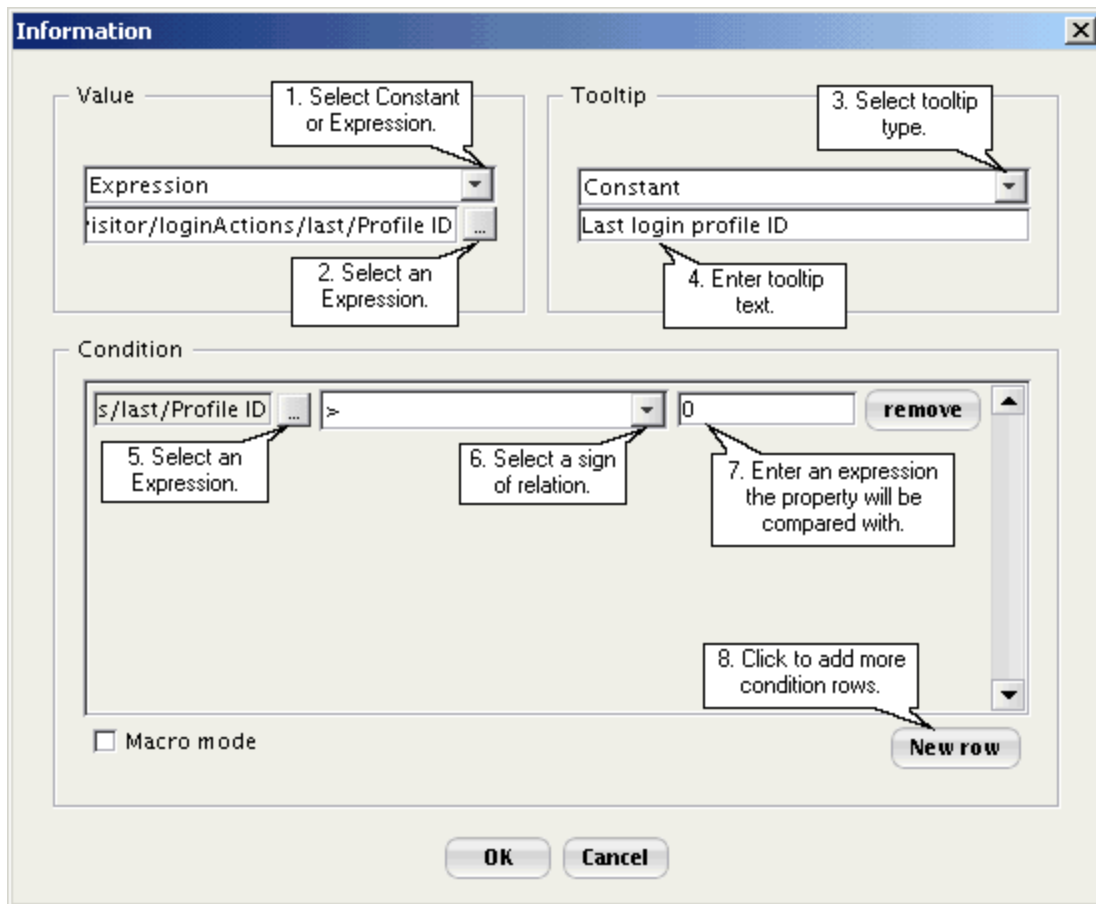 Information
Value
1. Select Constant
or Expression.
Expression
isitor/loginActions/last/Profile ID
...
2. Select an
Expression.
Tooltip
3. Select tooltip
type.
Constant
Last login profile ID
4. Enter tooltip
text.
Condition
s/last/Profile ID
...
>
0
remove
5. Select an
Expression.
6. Select a sign
of relation.
7. Enter an expression
the property will be
compared with.
8. Click to add more
condition rows.
Macro mode
New row
OK
Cancel